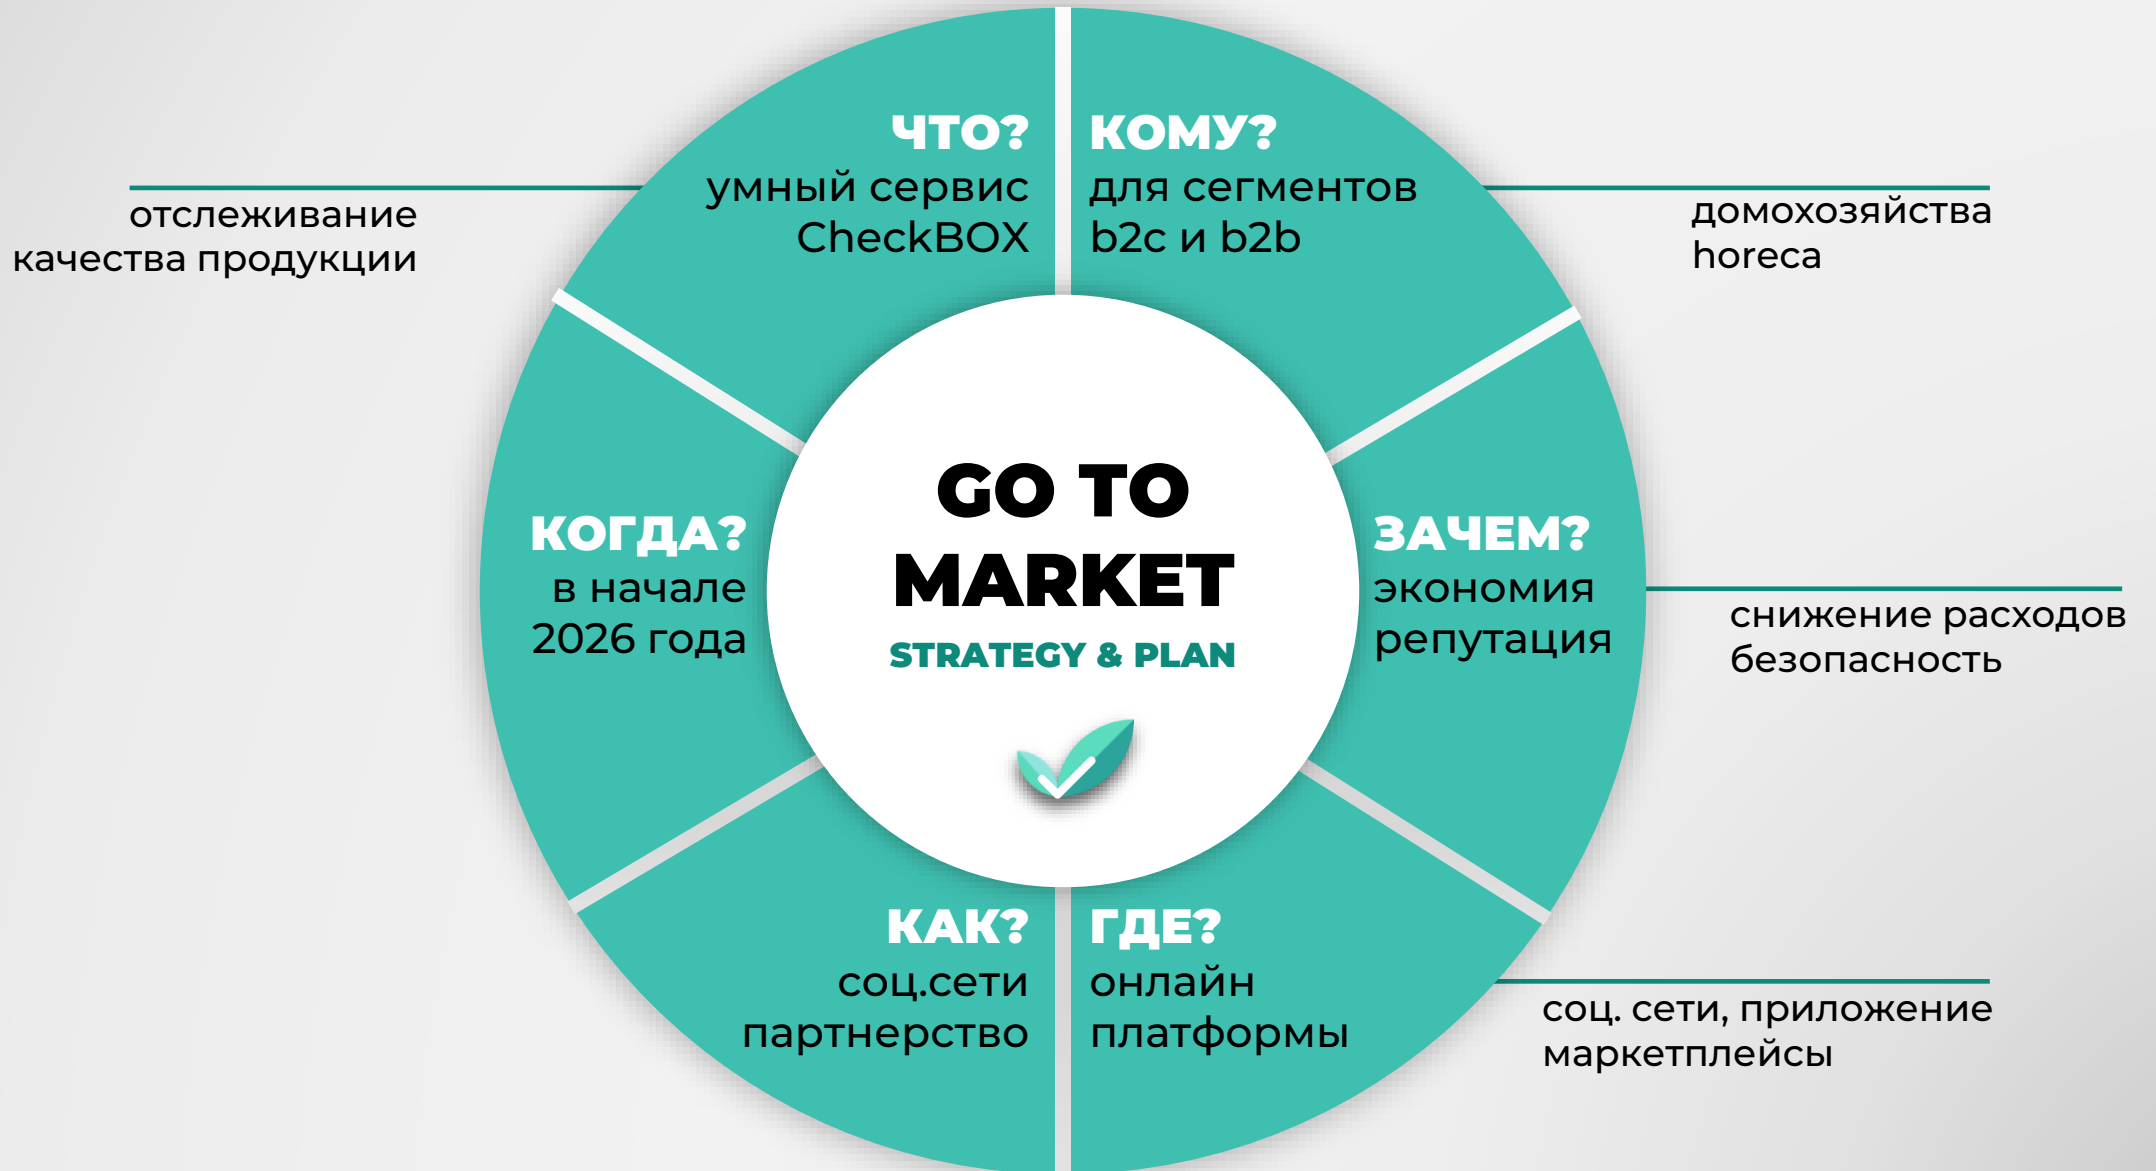 ЧТО?
умный сервис
CheckBOX
отслеживание
качества продукции
КОМУ?
для сегментов
b2c и b2b
домохозяйства
horeca
КОГДА?
в начале
2026 года
GO TO
MARKET
STRATEGY & PLAN
ЗАЧЕМ?
экономия
репутация
снижение расходов
безопасность
КАК?
соц.сети
партнерство
ГДЕ?
онлайн
платформы
соц. сети, приложение
маркетплейсы